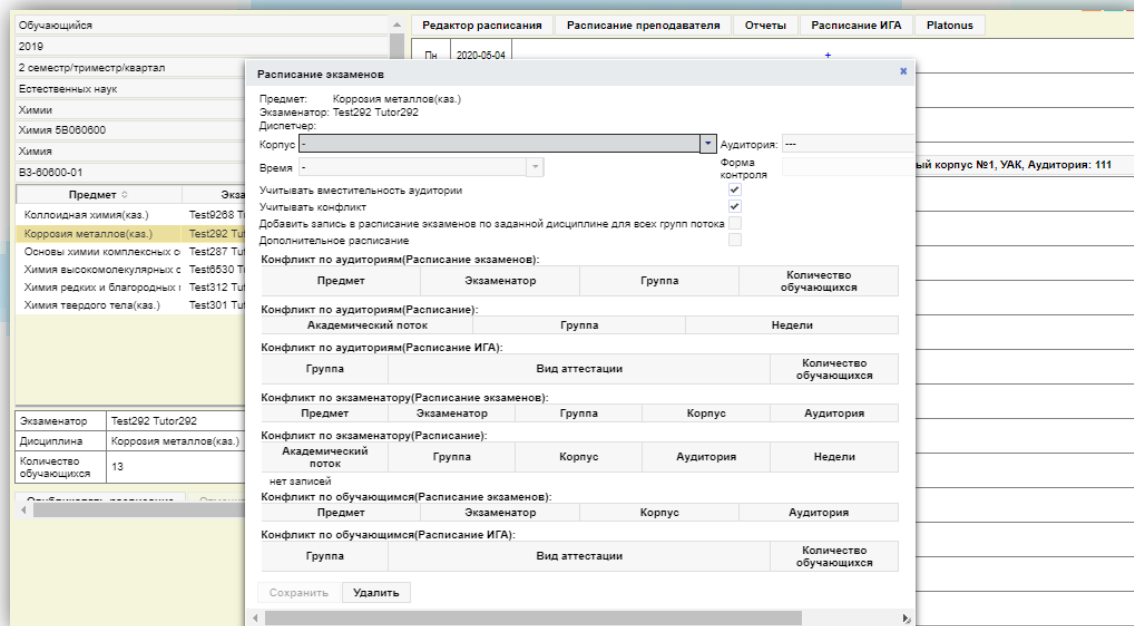 Обучающийся
Редактор расписания Расписание преподавателя Отчеты Расписание ИГА Platonus
2019
Пн 2020-05-04 +
2 семестр/триместр/квартал
Естественных наук
Химии
Химия 5B060600
Химия
ВЗ-60600-01
ый корпус №1, УАК, Аудитория: 111
Предмет Экза
Коллоидная химия(каз.) Test9268 T
Коррозия металлов(каз.) Test292 Tut
Основы химии комплексных с Test287 Tut
Химия высокомолекулярных с Test6530 T
Химия редких и благородных Test312 Tut
Химия твердого тела(каз.) Test301 Tut
Экзаменатор Test292 Tutor292
Дисциплина Коррозия металлов(каз.)
Количество
обучающихся 13
Расписание экзаменов
Предмет: Коррозия металлов(каз.)
Экзаменатор: Test292 Tutor292
Диспетчер:
Корпус - Аудитория: ---
Время - Форма
контроля
Учитывать вместительность аудитории
Учитывать конфликт
Добавить запись в расписание экзаменов по заданной дисциплине для всех групп потока
Дополнительное расписание
Конфликт по аудиториям(Расписание экзаменов):
Предмет Экзаменатор Группа Количество
обучающихся
Конфликт по аудиториям(Расписание):
Академический поток Группа Недели
Конфликт по аудиториям(Расписание ИГА):
Группа Вид аттестации Количество
обучающихся
Конфликт по экзаменатору(Расписание экзаменов):
Предмет Экзаменатор Группа Корпус Аудитория
Конфликт по экзаменатору(Расписание):
Академический
поток Группа Корпус Аудитория Недели
нет записей
Конфликт по обучающимся(Расписание экзаменов):
Предмет Экзаменатор Корпус Аудитория
Конфликт по обучающимся(Расписание ИГА):
Группа Вид аттестации Количество
обучающихся
Сохранить Удалить